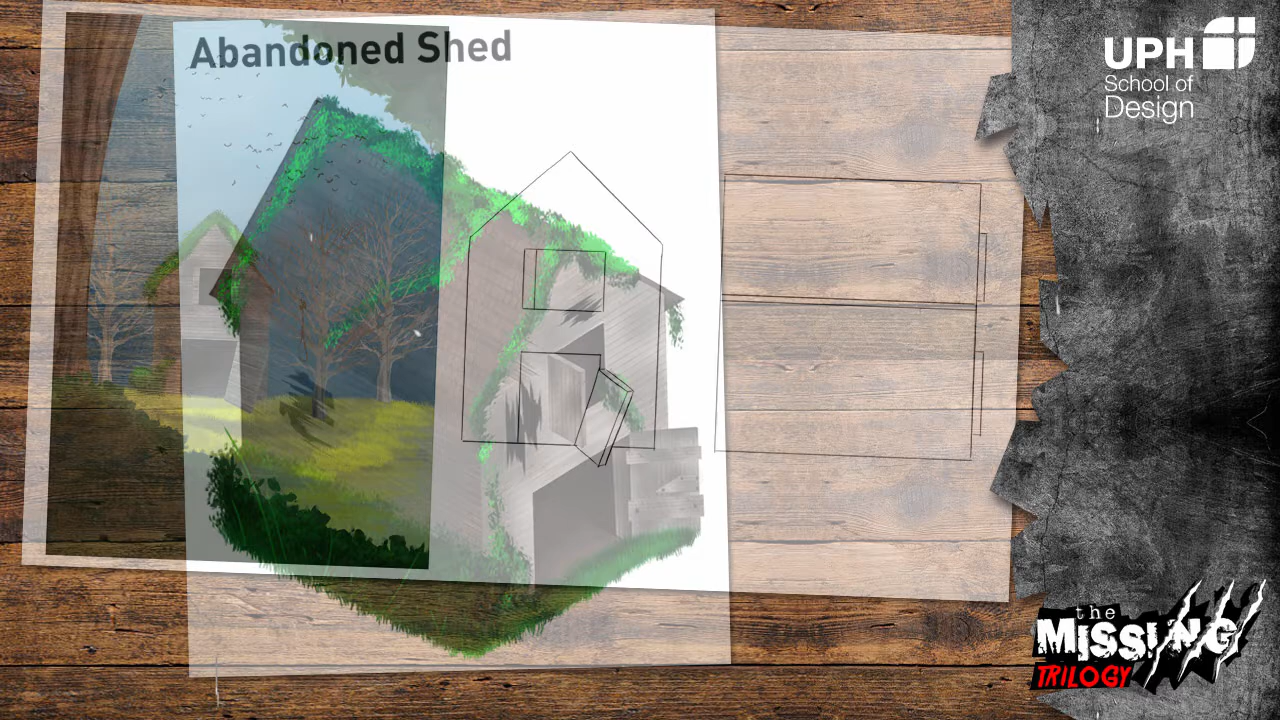 Abandoned Shed
UPH
School of
Design
the
MISSING
TRILOGY